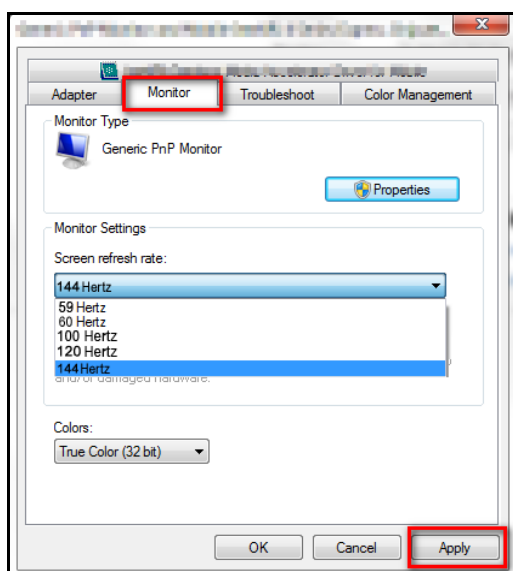 Adapter
Monitor
Troubleshoot
Color Management
Monitor Type
Generic PnP Monitor
Properties
Monitor Settings
Screen refresh rate:
144 Hertz
59 Hertz
60 Hertz
100 Hertz
120 Hertz
144 Hertz
and/or damaged hardware.
Colors:
True Color (32 bit)
OK
Cancel
Apply